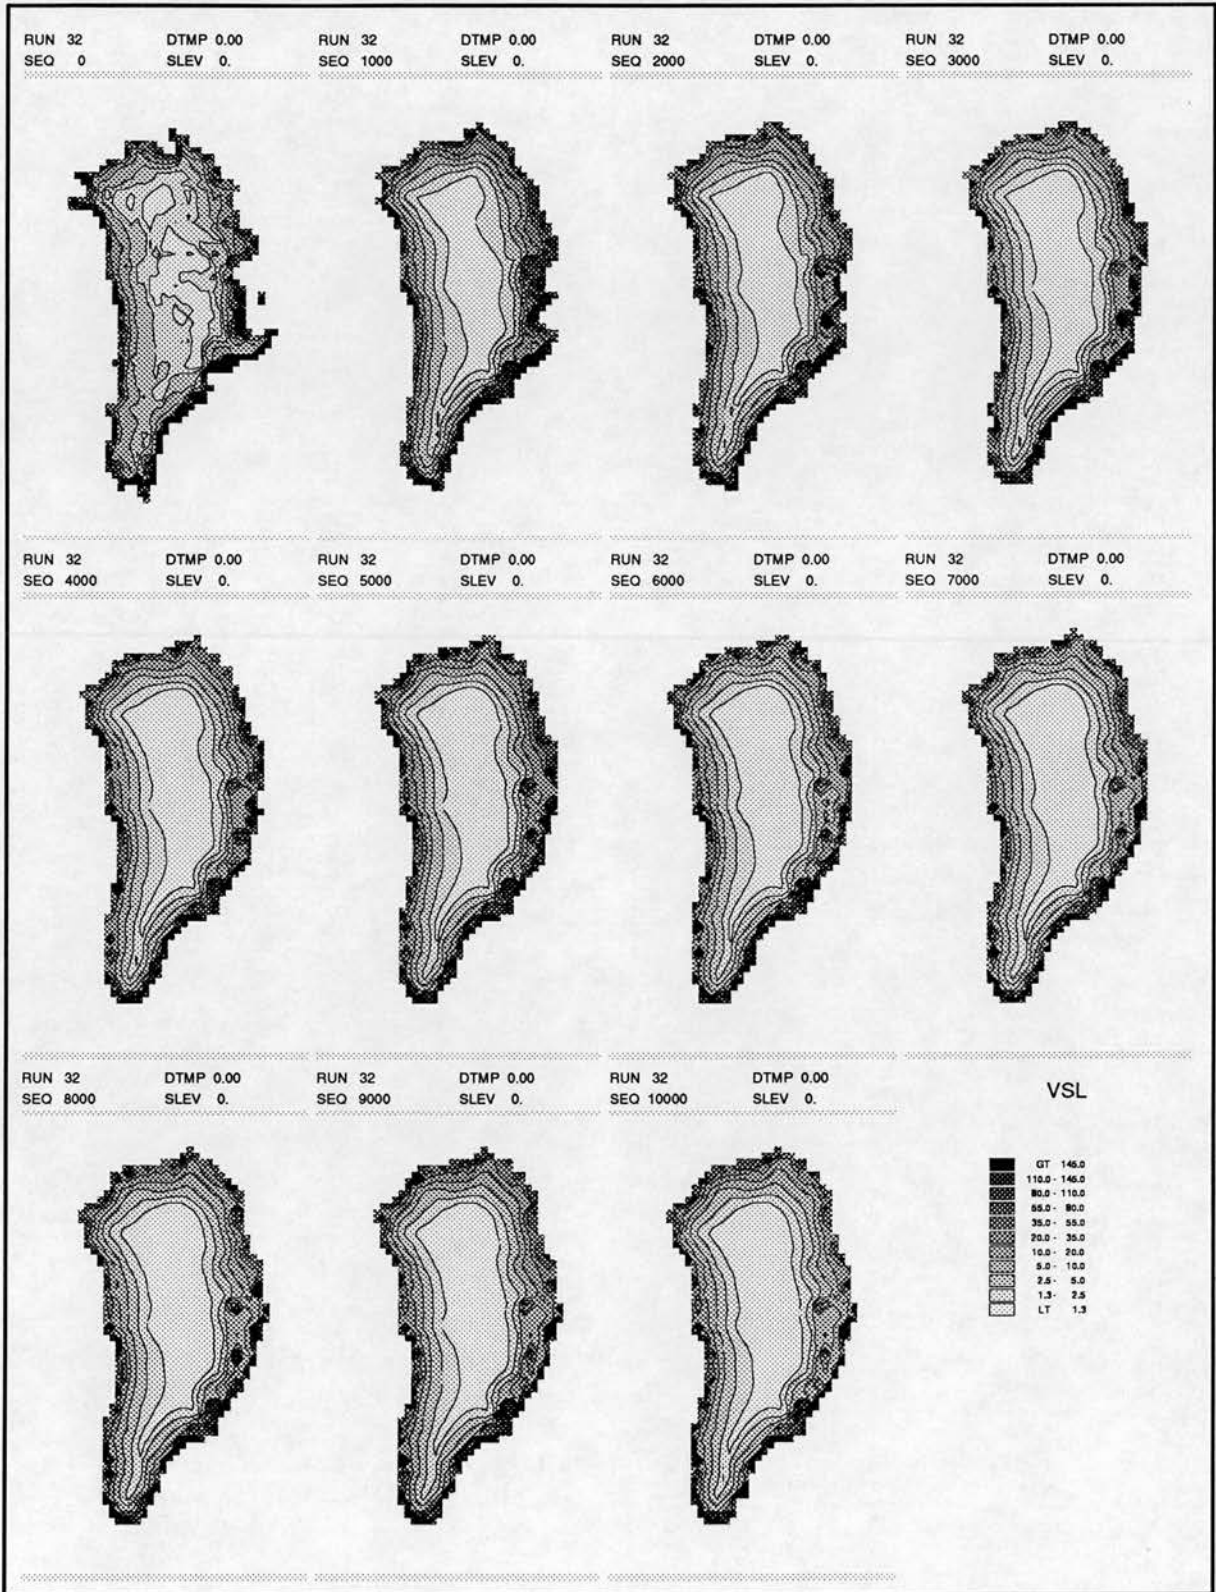 RUN 32 DTMP 0.00 RUN 32 DTMP 0.00 RUN 32 DTMP 0.00 RUN 32 DTMP 0.00
SEQ 0 SLEV 0. SEQ 1000 SLEV 0. SEQ 2000 SLEV 0. SEQ 3000 SLEV 0.
RUN 32 DTMP 0.00 RUN 32 DTMP 0.00 RUN 32 DTMP 0.00 RUN 32 DTMP 0.00
SEQ 4000 SLEV 0. SEQ 5000 SLEV 0. SEQ 6000 SLEV 0. SEQ 7000 SLEV 0.
RUN 32 DTMP 0.00 RUN 32 DTMP 0.00 RUN 32 DTMP 0.00
SEQ 8000 SLEV 0. SEQ 9000 SLEV 0. SEQ 10000 SLEV 0.
VSL
GT 145.0
110.0 - 145.0
80.0 - 110.0
55.0 - 80.0
35.0 - 55.0
20.0 - 35.0
10.0 - 20.0
5.0 - 10.0
2.5 - 5.0
1.3 - 2.5
LT 1.3